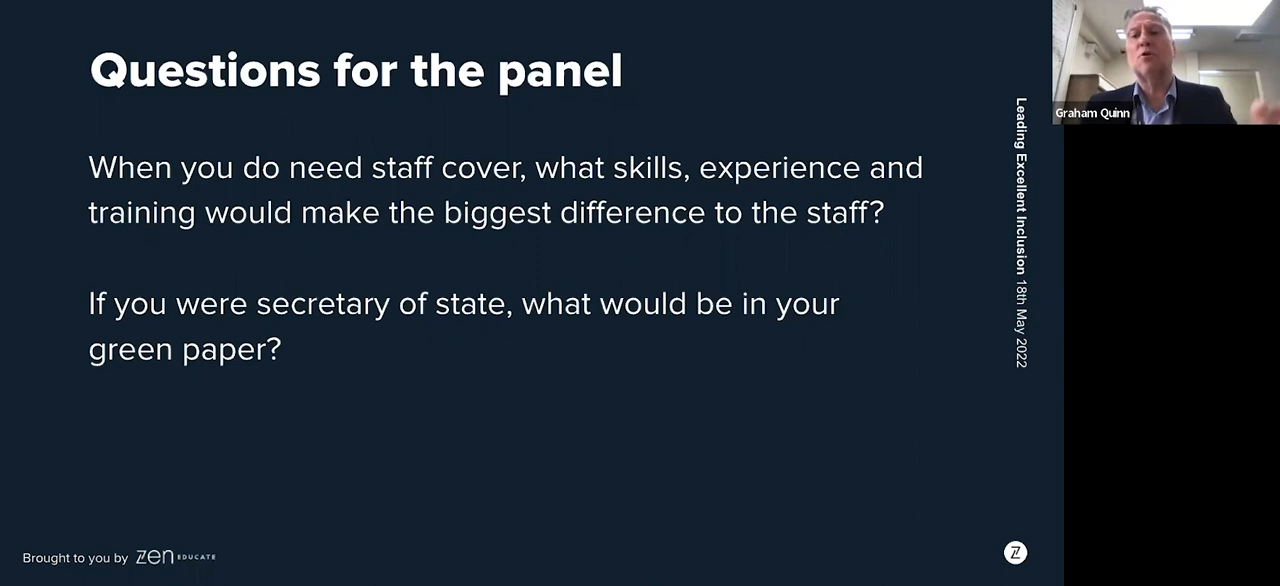 Questions for the panel
When you do need staff cover, what skills, experience and
training would make the biggest difference to the staff?
If you were secretary of state, what would be in your
green paper?
Leading Excellent Inclusion 18th May 2022
Graham Quinn
Brought to you by zen EDUCATE
Z